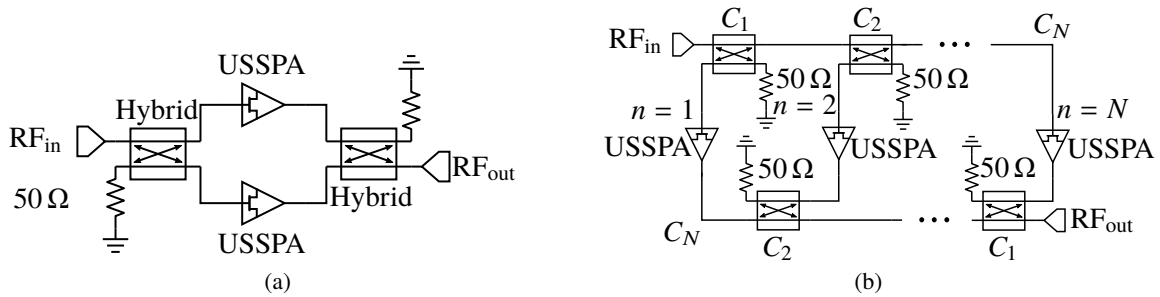 USSPA
Hybrid
RF_in
50 Ω
RF_out
Hybrid
USSPA
(a)
C_1
C_2
C_N
RF_in
50 Ω
50 Ω
n = 1
n = 2
n = N
USSPA
USSPA
USSPA
50 Ω
50 Ω
C_N
C_2
C_1
RF_out
(b)